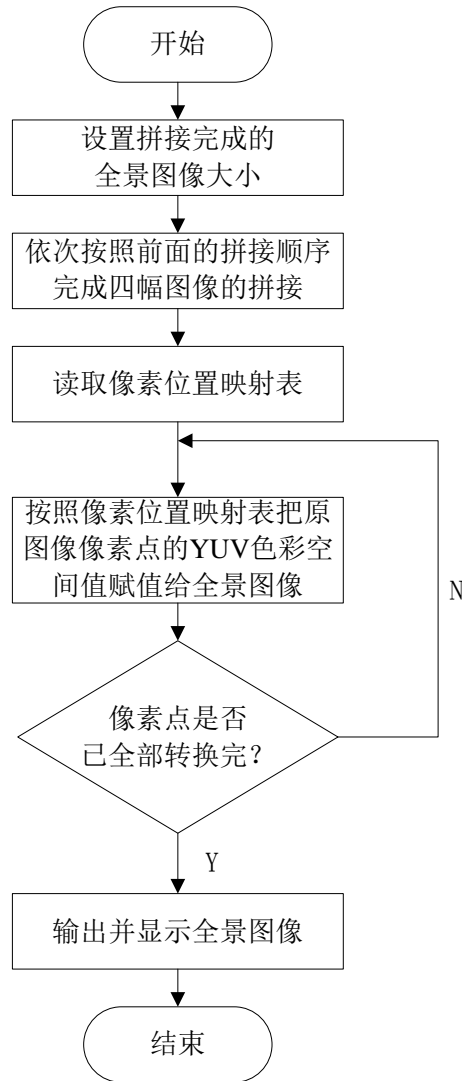 开始
设置拼接完成的
全景图像大小
依次按照前面的拼接顺序
完成四幅图像的拼接
读取像素位置映射表
按照像素位置映射表把原
图像像素点的YUV色彩空
间值赋值给全景图像
N
像素点是否
已全部转换完？
Y
输出并显示全景图像
结束